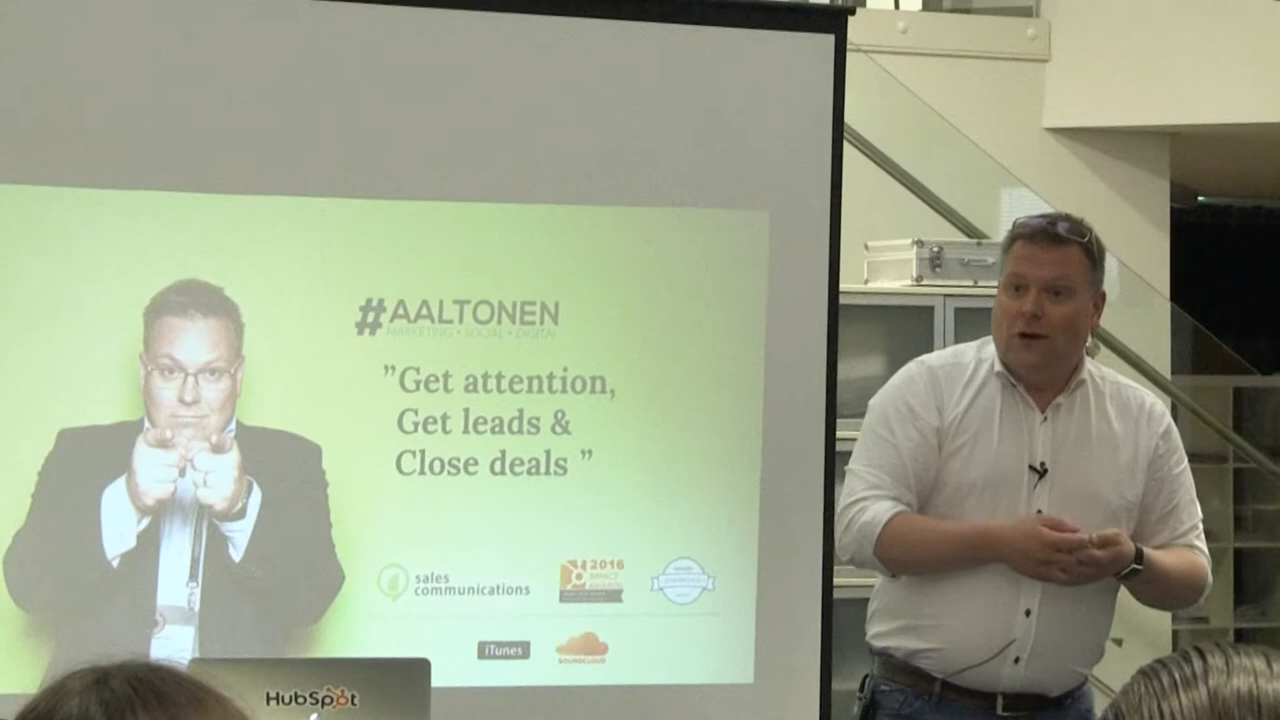 #AALTONEN
MARKETING • SOCIAL • DIGITAL
”Get attention,
Get leads &
Close deals ”
sales
communications
2016
IMPACT
AWARDS
iTunes
SOUNDCLOUD
HubSpot